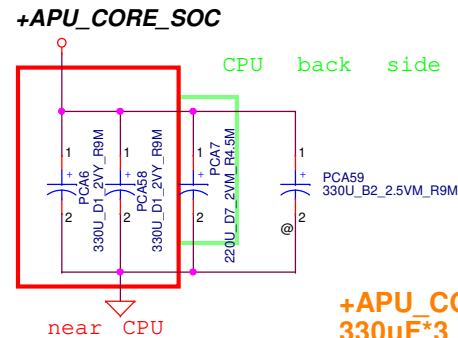 +APU_CORE_SOC
CPU back side
1
1
1
1
+
+
+
+
PCA6
330U_D1_2VY_R9M
PCA58
330U_D1_2VY_R9M
PCA7
220U_D7_2VM_R4.5M
PCA59
330U_B2_2.5VM_R9M
2
2
2
2
@
near CPU
+APU_CO
330uF*3